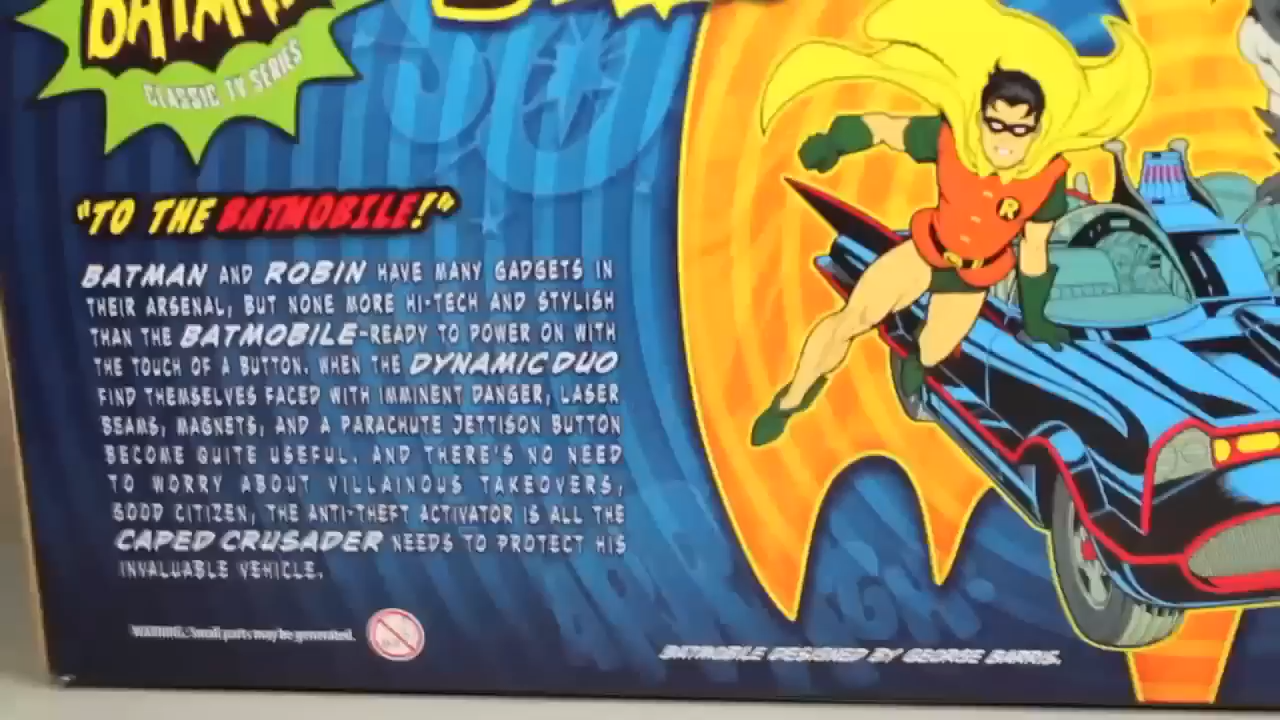 BATMAN
CLASSIC TV SERIES
"TO THE BATMOBILE!"
BATMAN AND ROBIN HAVE MANY GADGETS IN
THEIR ARSENAL, BUT NONE MORE HI-TECH AND STYLISH
THAN THE BATMOBILE-READY TO POWER ON WITH
THE TOUCH OF A BUTTON. WHEN THE DYNAMIC DUO
FIND THEMSELVES FACED WITH IMMINENT DANGER, LASER
BEAMS, MAGNETS, AND A PARACHUTE JETTISON BUTTON
BECOME QUITE USEFUL. AND THERE'S NO NEED
TO WORRY ABOUT VILLAINOUS TAKEOVERS,
GOOD CITIZEN, THE ANTI-THEFT ACTIVATOR IS ALL THE
CAPED CRUSADER NEEDS TO PROTECT HIS
INVALUABLE VEHICLE.
WARNING: Small parts may be generated.
BATMOBILE DESIGNED BY GEORGE BARRIS.
R